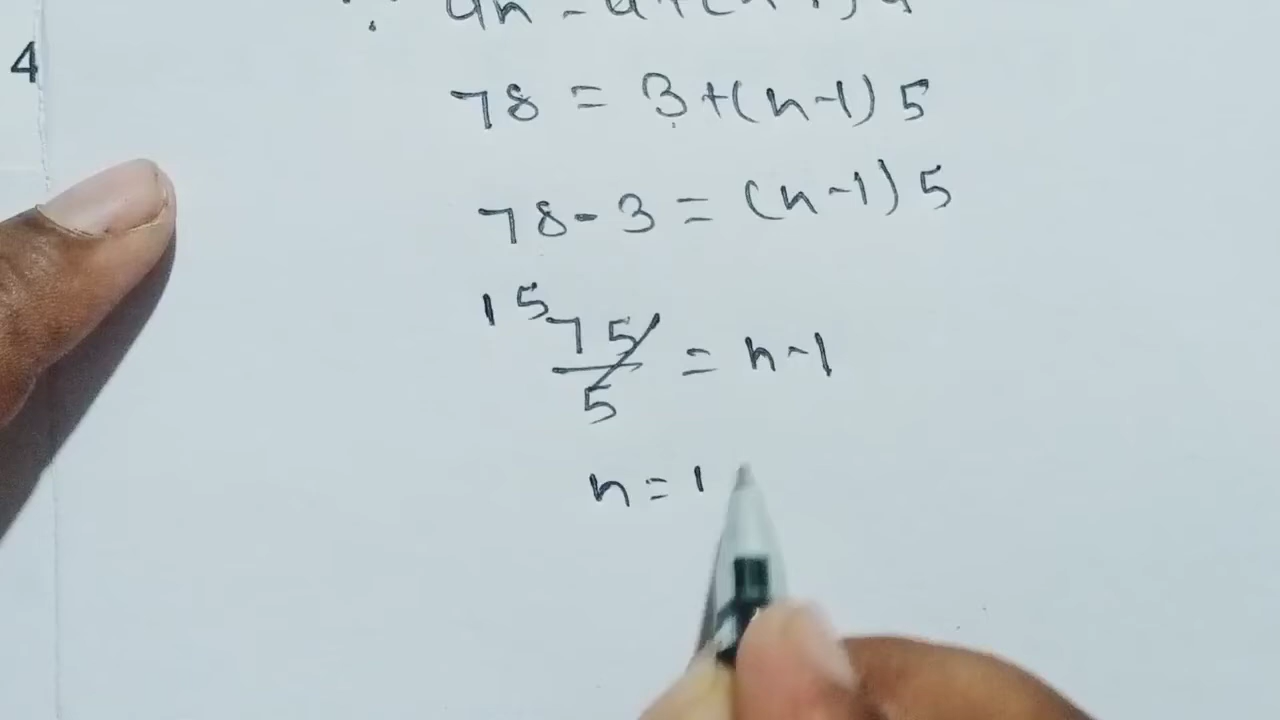 4
78 = 3+(n-1) 5
78-3 = (n-1) 5
15 75/5 = n-1
n = 1